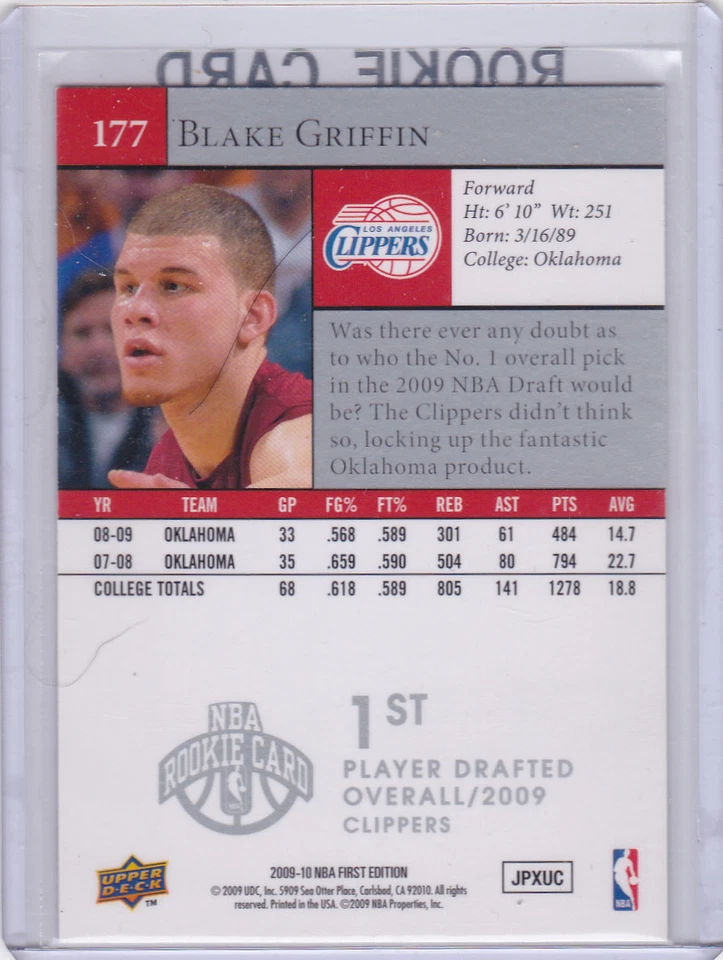 ROOKIE CARD
177 BLAKE GRIFFIN
LOS ANGELES
CLIPPERS
Forward
Ht: 6' 10" Wt: 251
Born: 3/16/89
College: Oklahoma
Was there ever any doubt as
to who the No. 1 overall pick
in the 2009 NBA Draft would
be? The Clippers didn't think
so, locking up the fantastic
Oklahoma product.
YR TEAM GP FG% FT% REB AST PTS AVG
08-09 OKLAHOMA 33 .568 .589 301 61 484 14.7
07-08 OKLAHOMA 35 .659 .590 504 80 794 22.7
COLLEGE TOTALS 68 .618 .589 805 141 1278 18.8
NBA
ROOKIE CARD
1ST
PLAYER DRAFTED
OVERALL/2009
CLIPPERS
UPPER
D·E·C·K
TM
2009-10 NBA FIRST EDITION
© 2009 UDC, Inc. 5909 Sea Otter Place, Carlsbad, CA 92010. All rights
reserved. Printed in the USA. ©2009 NBA Properties, Inc.
JPXUC
NBA